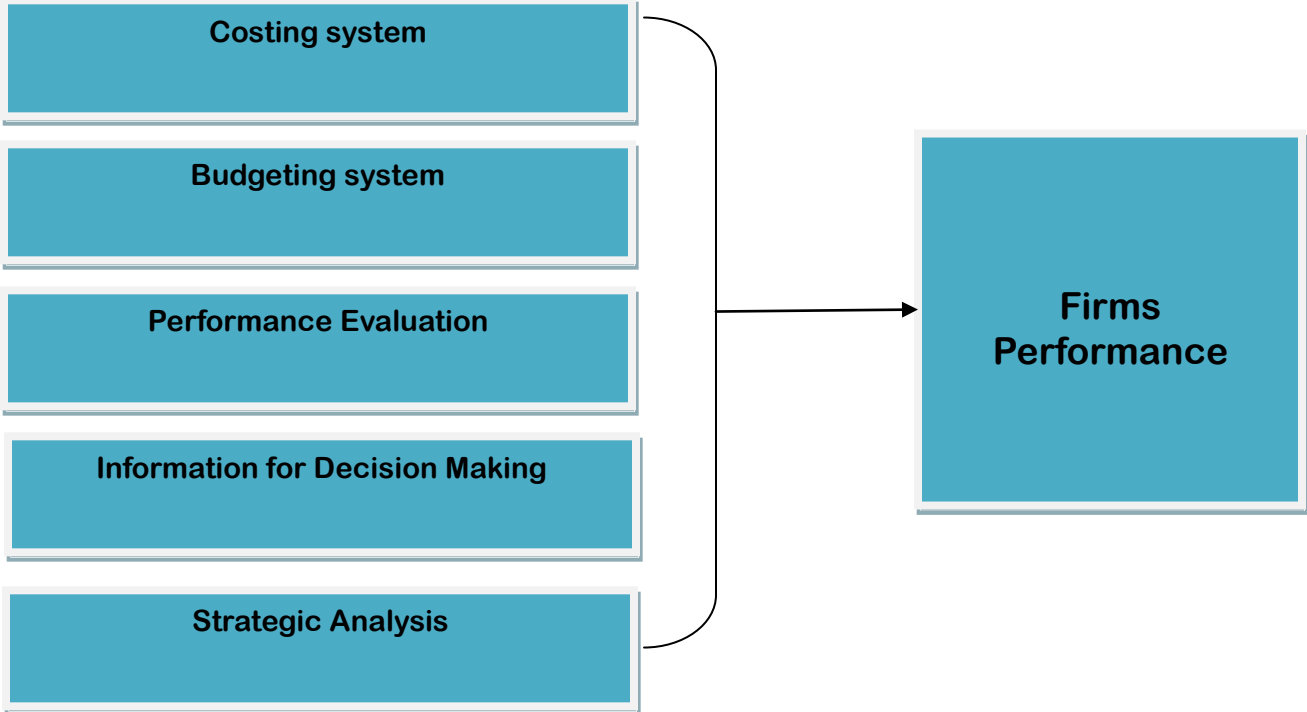 Costing system
Budgeting system
Performance Evaluation
Information for Decision Making
Strategic Analysis
Firms
Performance